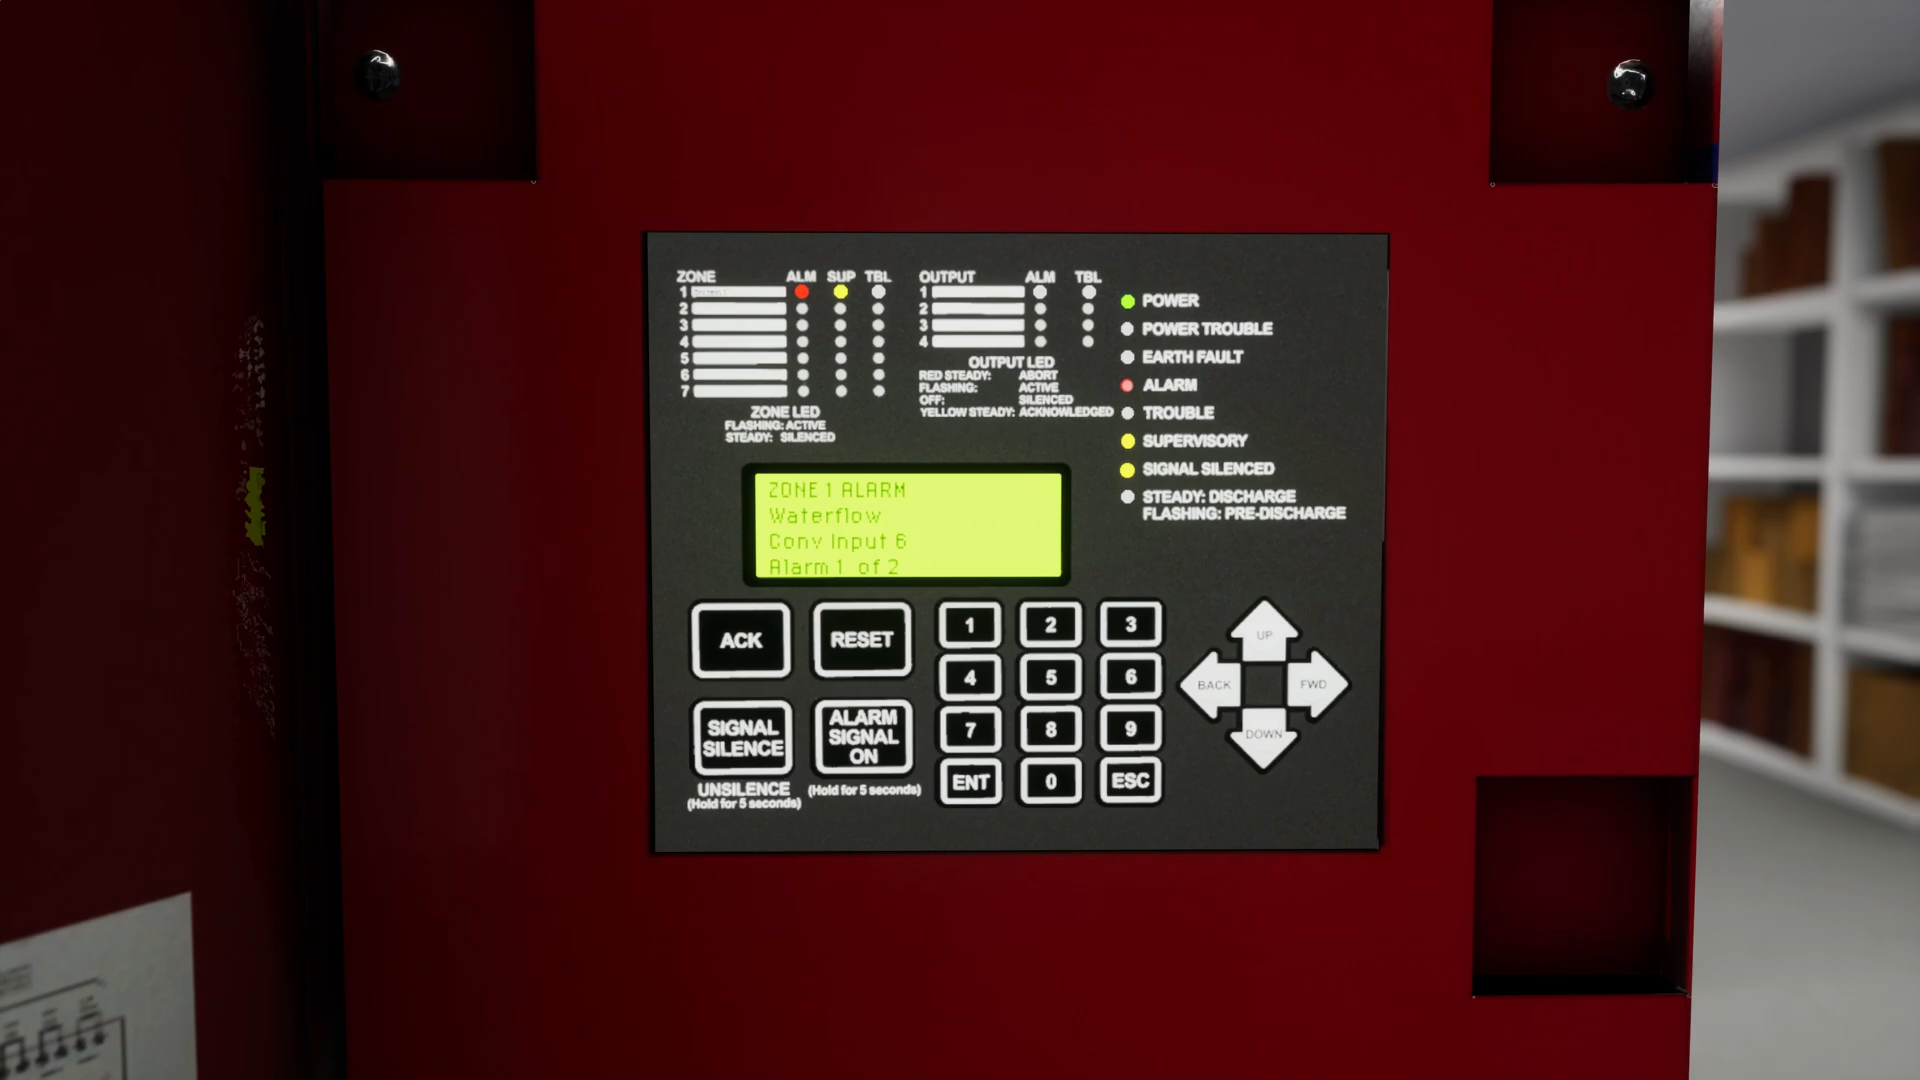 ZONE ALM SUP TBL
1
2
3
4
5
6
7
ZONE LED
FLASHING: ACTIVE
STEADY: SILENCED
OUTPUT ALM TBL
1
2
3
4
OUTPUT LED
RED STEADY: ABORT
FLASHING: ACTIVE
OFF: SILENCED
YELLOW STEADY: ACKNOWLEDGED
POWER
POWER TROUBLE
EARTH FAULT
ALARM
TROUBLE
SUPERVISORY
SIGNAL SILENCED
STEADY: DISCHARGE
FLASHING: PRE-DISCHARGE
ZONE 1 ALARM
Waterflow
Conv Input 6
Alarm 1 of 2
ACK
RESET
SIGNAL
SILENCE
UNSILENCE
(Hold for 5 seconds)
ALARM
SIGNAL
ON
(Hold for 5 seconds)
1 2 3
4 5 6
7 8 9
ENT 0 ESC
UP
BACK FWD
DOWN